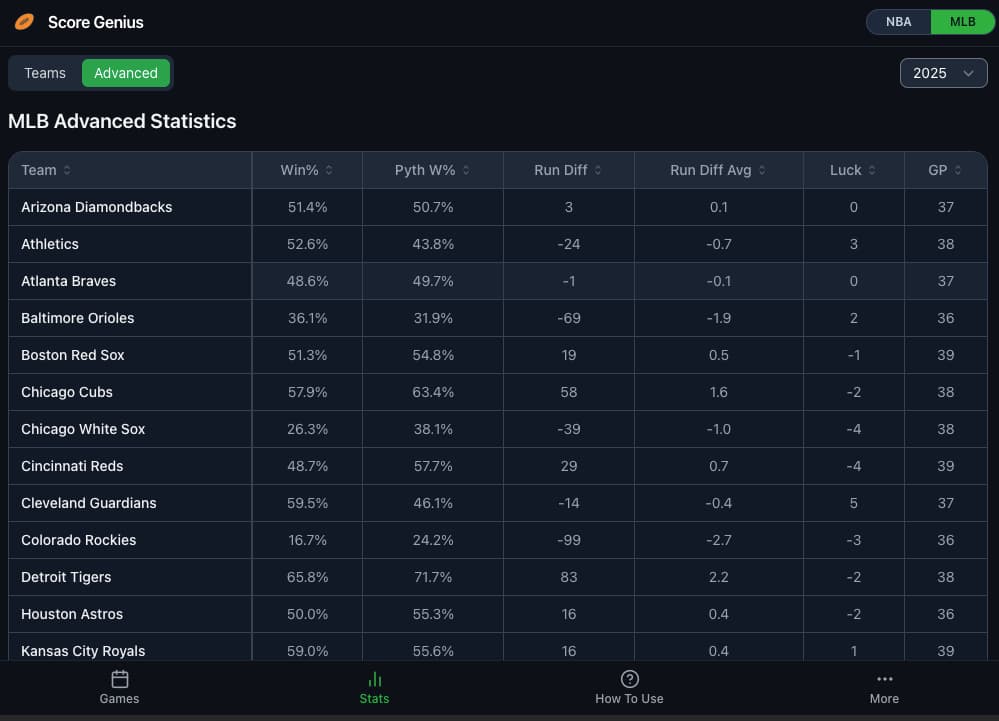 Score Genius NBA MLB
Teams Advanced 2025
MLB Advanced Statistics
Team Win% Pyth W% Run Diff Run Diff Avg Luck GP
Arizona Diamondbacks 51.4% 50.7% 3 0.1 0 37
Athletics 52.6% 43.8% -24 -0.7 3 38
Atlanta Braves 48.6% 49.7% -1 -0.1 0 37
Baltimore Orioles 36.1% 31.9% -69 -1.9 2 36
Boston Red Sox 51.3% 54.8% 19 0.5 -1 39
Chicago Cubs 57.9% 63.4% 58 1.6 -2 38
Chicago White Sox 26.3% 38.1% -39 -1.0 -4 38
Cincinnati Reds 48.7% 57.7% 29 0.7 -4 39
Cleveland Guardians 59.5% 46.1% -14 -0.4 5 37
Colorado Rockies 16.7% 24.2% -99 -2.7 -3 36
Detroit Tigers 65.8% 71.7% 83 2.2 -2 38
Houston Astros 50.0% 55.3% 16 0.4 -2 36
Kansas City Royals 59.0% 55.6% 16 0.4 1 39
Games Stats How To Use More